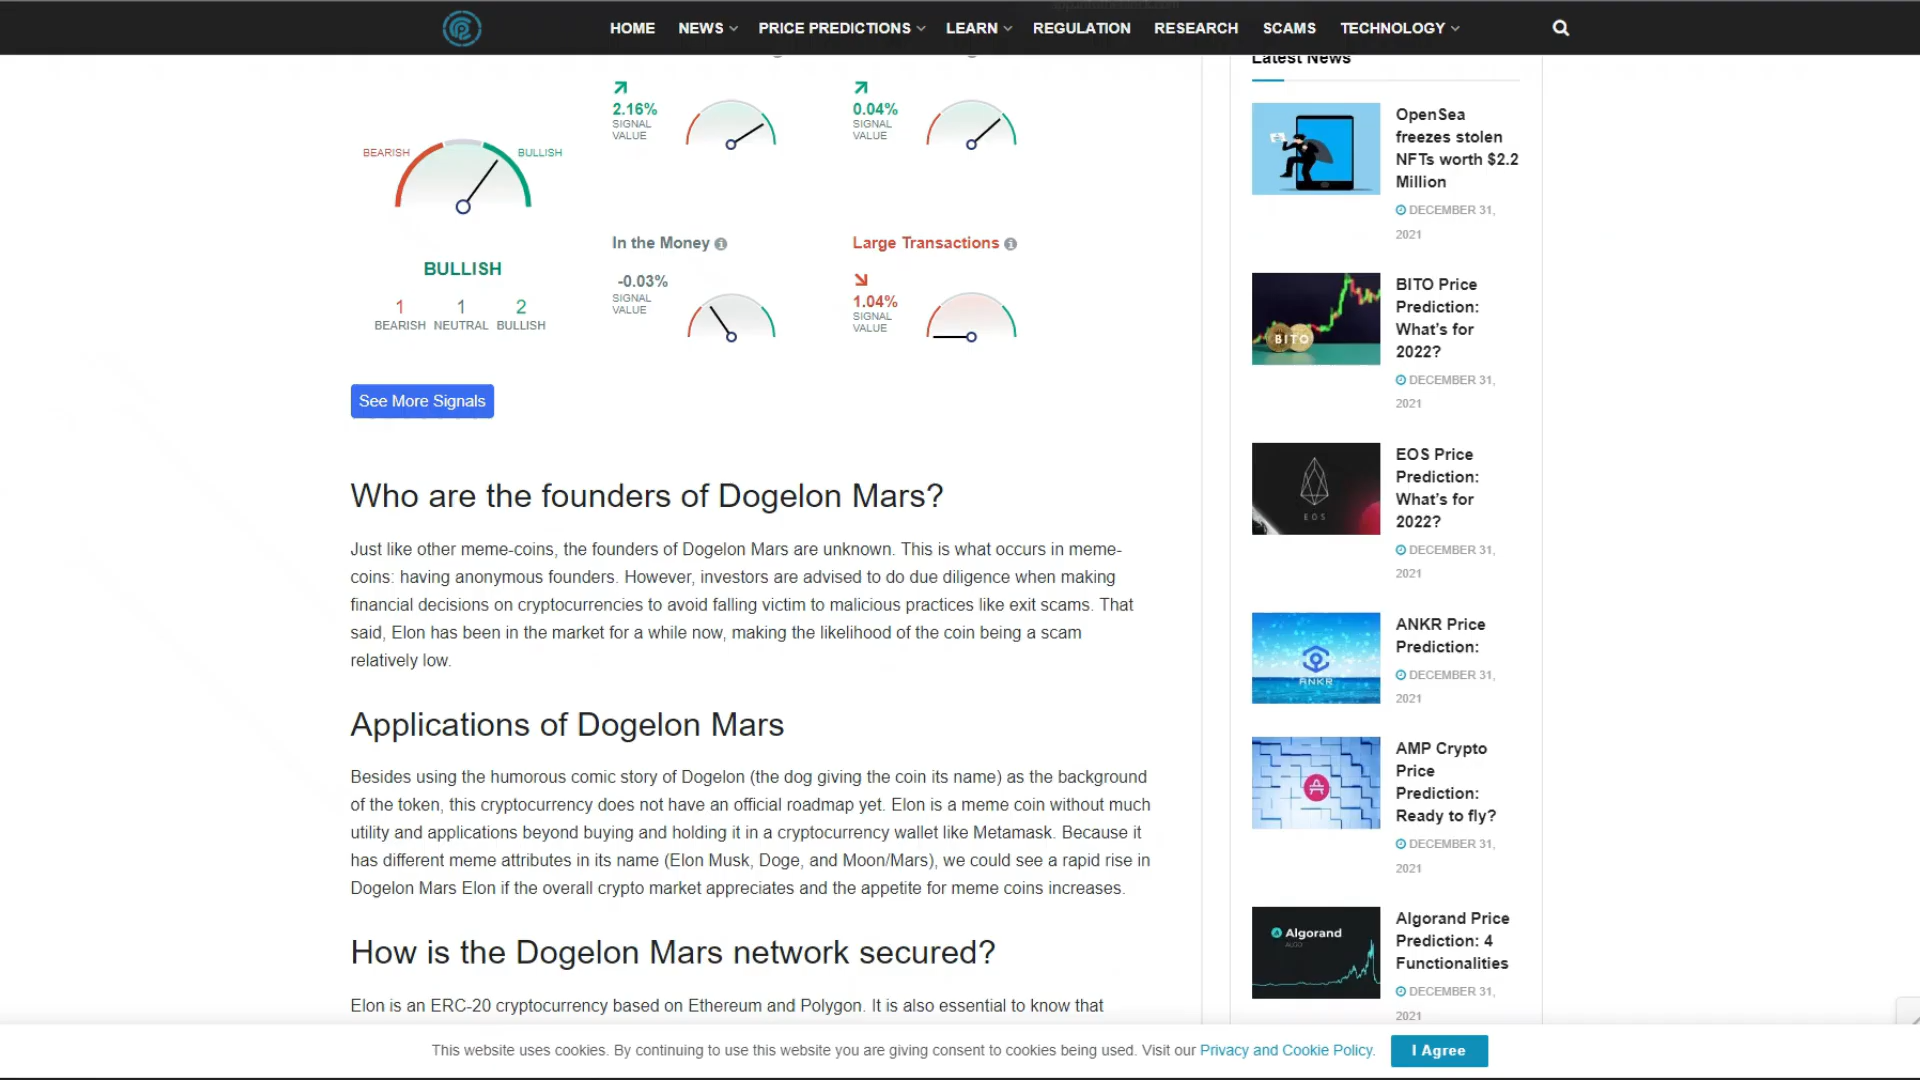 HOME NEWS PRICE PREDICTIONS LEARN REGULATION RESEARCH SCAMS TECHNOLOGY
2.16%
SIGNAL
VALUE
0.04%
SIGNAL
VALUE
BEARISH
BULLISH
BULLISH
1 1 2
BEARISH NEUTRAL BULLISH
In the Money
-0.03%
SIGNAL
VALUE
Large Transactions
1.04%
SIGNAL
VALUE
See More Signals
Who are the founders of Dogelon Mars?
Just like other meme-coins, the founders of Dogelon Mars are unknown. This is what occurs in meme-
coins: having anonymous founders. However, investors are advised to do due diligence when making
financial decisions on cryptocurrencies to avoid falling victim to malicious practices like exit scams. That
said, Elon has been in the market for a while now, making the likelihood of the coin being a scam
relatively low.
Applications of Dogelon Mars
Besides using the humorous comic story of Dogelon (the dog giving the coin its name) as the background
of the token, this cryptocurrency does not have an official roadmap yet. Elon is a meme coin without much
utility and applications beyond buying and holding it in a cryptocurrency wallet like Metamask. Because it
has different meme attributes in its name (Elon Musk, Doge, and Moon/Mars), we could see a rapid rise in
Dogelon Mars Elon if the overall crypto market appreciates and the appetite for meme coins increases.
How is the Dogelon Mars network secured?
Elon is an ERC-20 cryptocurrency based on Ethereum and Polygon. It is also essential to know that
Latest News
OpenSea
freezes stolen
NFTs worth $2.2
Million
DECEMBER 31,
2021
BITO
BITO Price
Prediction:
What's for
2022?
DECEMBER 31,
2021
EOS
EOS Price
Prediction:
What's for
2022?
DECEMBER 31,
2021
ANKR
ANKR Price
Prediction:
DECEMBER 31,
2021
AMP Crypto
Price
Prediction:
Ready to fly?
DECEMBER 31,
2021
Algorand
ALGO
Algorand Price
Prediction: 4
Functionalities
DECEMBER 31,
2021
This website uses cookies. By continuing to use this website you are giving consent to cookies being used. Visit our Privacy and Cookie Policy.
I Agree